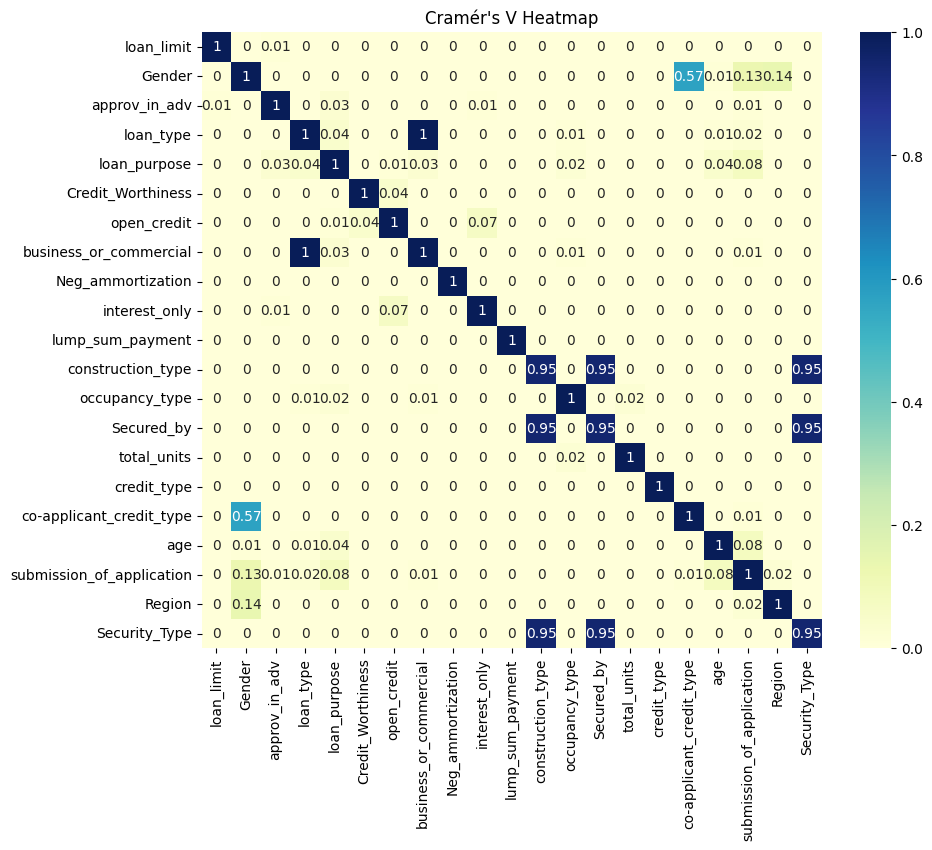 Cramér's V Heatmap
loan_limit 1 0 0.01 0 0 0 0 0 0 0 0 0 0 0 0 0 0 0 0 0 0
Gender 0 1 0 0 0 0 0 0 0 0 0 0 0 0 0 0 0.57 0.01 0.13 0.14 0
approv_in_adv 0.01 0 1 0 0.03 0 0 0 0 0.01 0 0 0 0 0 0 0 0 0.01 0 0
loan_type 0 0 0 1 0.04 0 0 1 0 0 0 0 0.01 0 0 0 0 0.01 0.02 0 0
loan_purpose 0 0 0.03 0.04 1 0 0.01 0.03 0 0 0 0 0.02 0 0 0 0 0.04 0.08 0 0
Credit_Worthiness 0 0 0 0 0 1 0.04 0 0 0 0 0 0 0 0 0 0 0 0 0 0
open_credit 0 0 0 0 0.01 0.04 1 0 0 0.07 0 0 0 0 0 0 0 0 0 0 0
business_or_commercial 0 0 0 1 0.03 0 0 1 0 0 0 0 0.01 0 0 0 0 0 0.01 0 0
Neg_ammortization 0 0 0 0 0 0 0 0 1 0 0 0 0 0 0 0 0 0 0 0 0
interest_only 0 0 0.01 0 0 0 0.07 0 0 1 0 0 0 0 0 0 0 0 0 0 0
lump_sum_payment 0 0 0 0 0 0 0 0 0 0 1 0 0 0 0 0 0 0 0 0 0
construction_type 0 0 0 0 0 0 0 0 0 0 0 0.95 0 0.95 0 0 0 0 0 0 0.95
occupancy_type 0 0 0 0.01 0.02 0 0 0.01 0 0 0 0 1 0 0.02 0 0 0 0 0 0
Secured_by 0 0 0 0 0 0 0 0 0 0 0 0.95 0 0.95 0 0 0 0 0 0 0.95
total_units 0 0 0 0 0 0 0 0 0 0 0 0 0.02 0 1 0 0 0 0 0 0
credit_type 0 0 0 0 0 0 0 0 0 0 0 0 0 0 0 1 0 0 0 0 0
co-applicant_credit_type 0 0.57 0 0 0 0 0 0 0 0 0 0 0 0 0 0 1 0 0.01 0 0
age 0 0.01 0 0.01 0.04 0 0 0 0 0 0 0 0 0 0 0 0 1 0.08 0 0
submission_of_application 0 0.13 0.01 0.02 0.08 0 0 0.01 0 0 0 0 0 0 0 0 0.01 0.08 1 0.02 0
Region 0 0.14 0 0 0 0 0 0 0 0 0 0 0 0 0 0 0 0 0.02 1 0
Security_Type 0 0 0 0 0 0 0 0 0 0 0 0.95 0 0.95 0 0 0 0 0 0 0.95
loan_limit
Gender
approv_in_adv
loan_type
loan_purpose
Credit_Worthiness
open_credit
business_or_commercial
Neg_ammortization
interest_only
lump_sum_payment
construction_type
occupancy_type
Secured_by
total_units
credit_type
co-applicant_credit_type
age
submission_of_application
Region
Security_Type
1.0
0.8
0.6
0.4
0.2
0.0